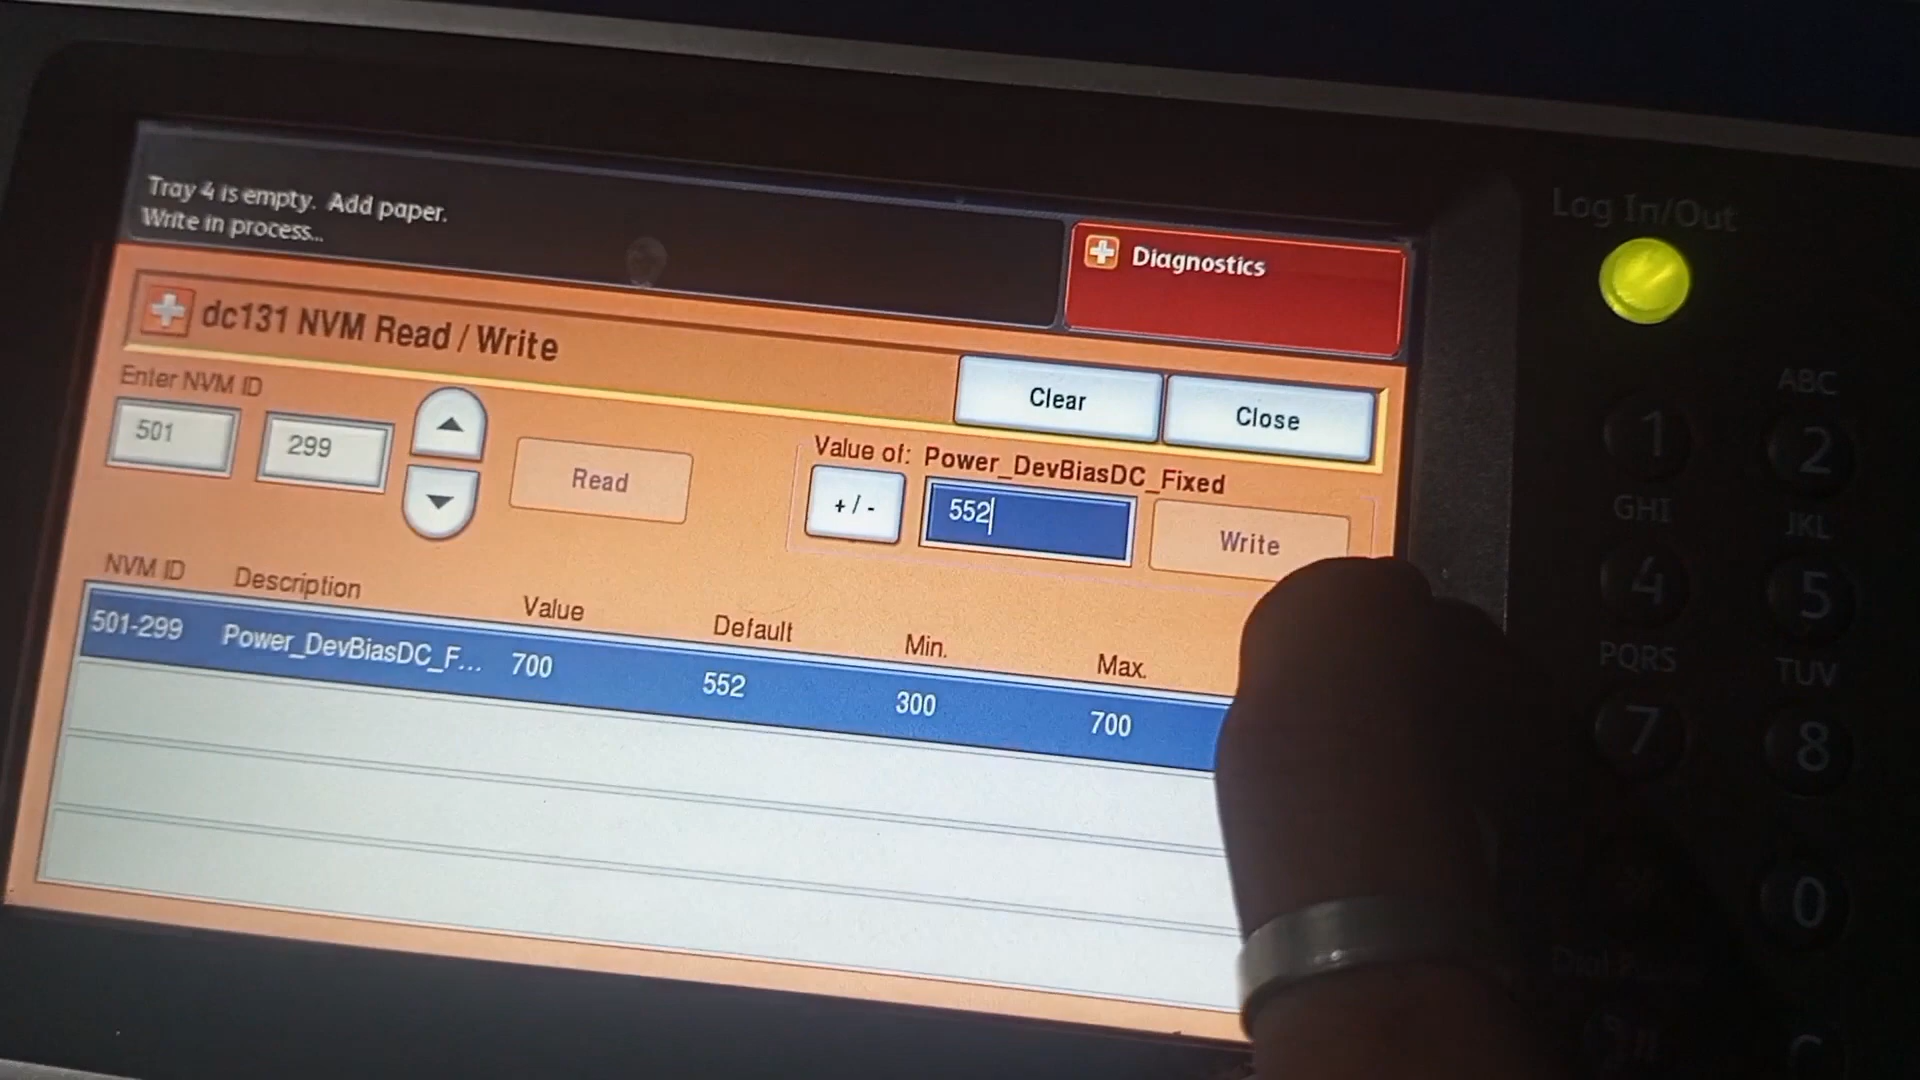 Tray 4 is empty. Add paper.
Write in process...
Diagnostics
dc131 NVM Read / Write
Clear
Close
Enter NVM ID
501
299
Read
Value of: Power_DevBiasDC_Fixed
+ / -
552
Write
NVM ID Description Value Default Min. Max.
501-299 Power_DevBiasDC_F... 700 552 300 700
Log In/Out
ABC
1 2
GHI JKL
4 5
PQRS TUV
7 8
0
C